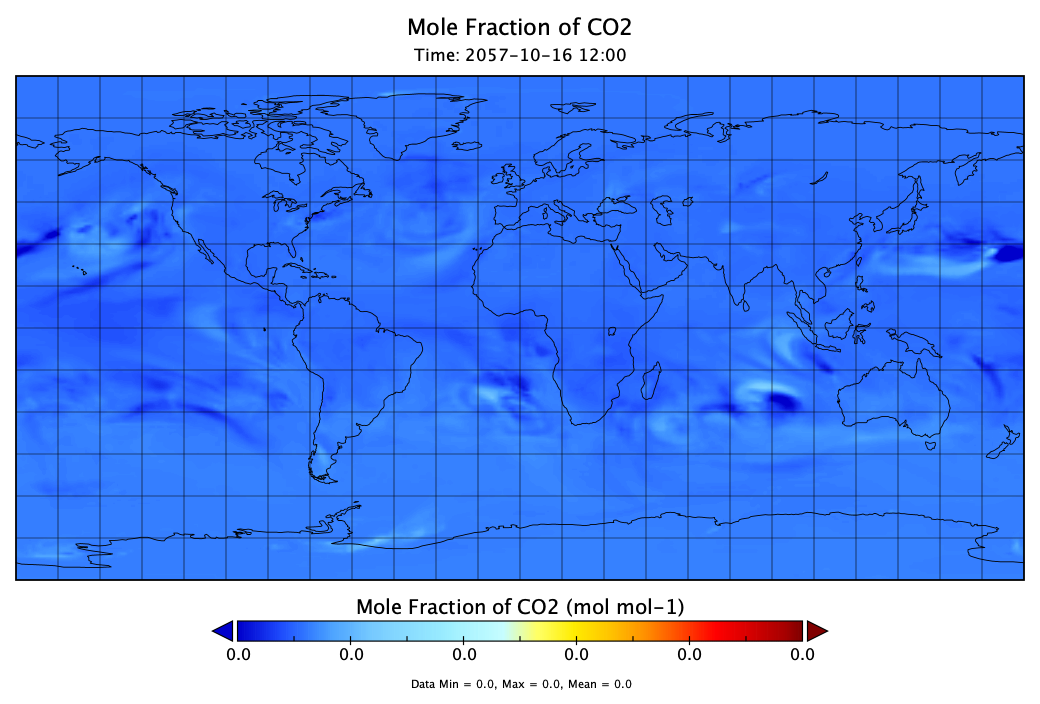 Mole Fraction of CO2
Time: 2057-10-16 12:00
Mole Fraction of CO2 (mol mol-1)
0.0 0.0 0.0 0.0 0.0 0.0
Data Min = 0.0, Max = 0.0, Mean = 0.0